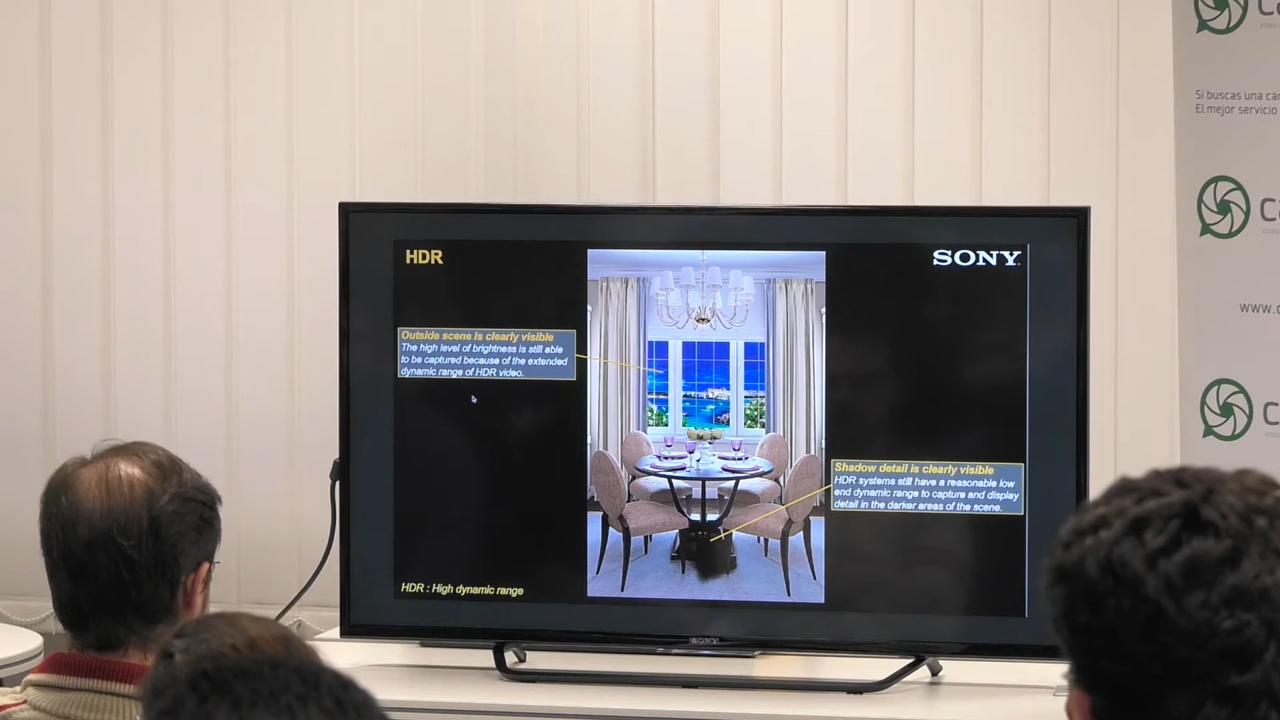 HDR
SONY
Outside scene is clearly visible
The high level of brightness is still able
to be captured because of the extended
dynamic range of HDR video.
Shadow detail is clearly visible
HDR systems still have a reasonable low
end dynamic range to capture and display
detail in the darker areas of the scene.
HDR : High dynamic range
SONY
Si buscas una
El mejor servicio
www.